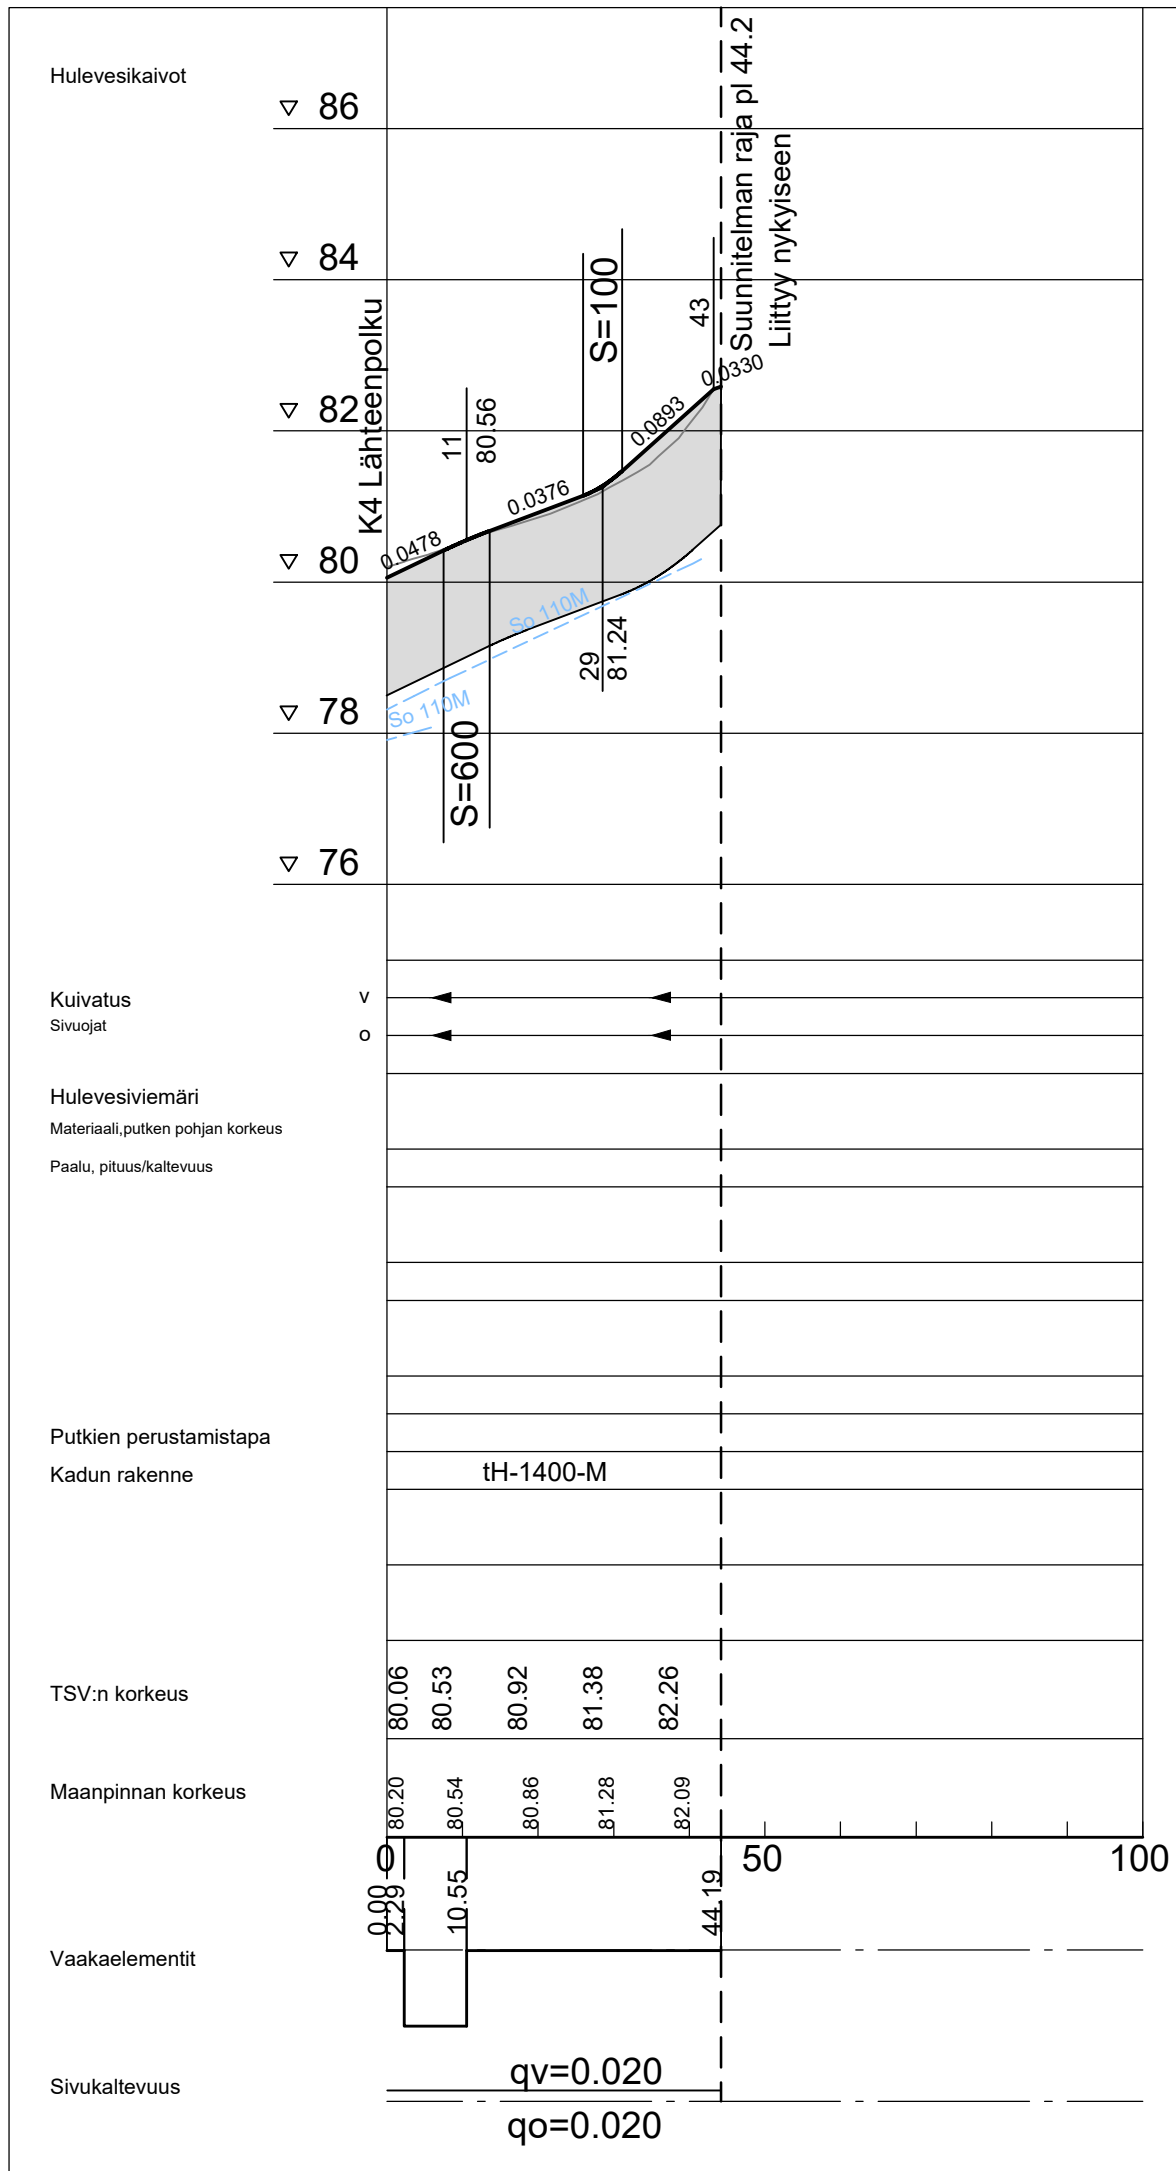 Hulevesikaivot
86
84
82
80
78
76
K4 Lähteenpolku
Suunnitelman raja pl 44.2
Liittyy nykyiseen
11
80.56
S=100
43
0.0478
0.0376
0.0893
0.0330
So 110M
29
81.24
So 110M
S=600
Kuivatus
v
Sivuojat
o
Hulevesiviemäri
Materiaali,putken pohjan korkeus
Paalu, pituus/kaltevuus
Putkien perustamistapa
Kadun rakenne
tH-1400-M
TSV:n korkeus
80.06 80.53 80.92 81.38 82.26
Maanpinnan korkeus
80.20 80.54 80.86 81.28 82.09
0 50 100
0.00 2.29 10.55 44.19
Vaakaelementit
Sivukaltevuus
qv=0.020
qo=0.020